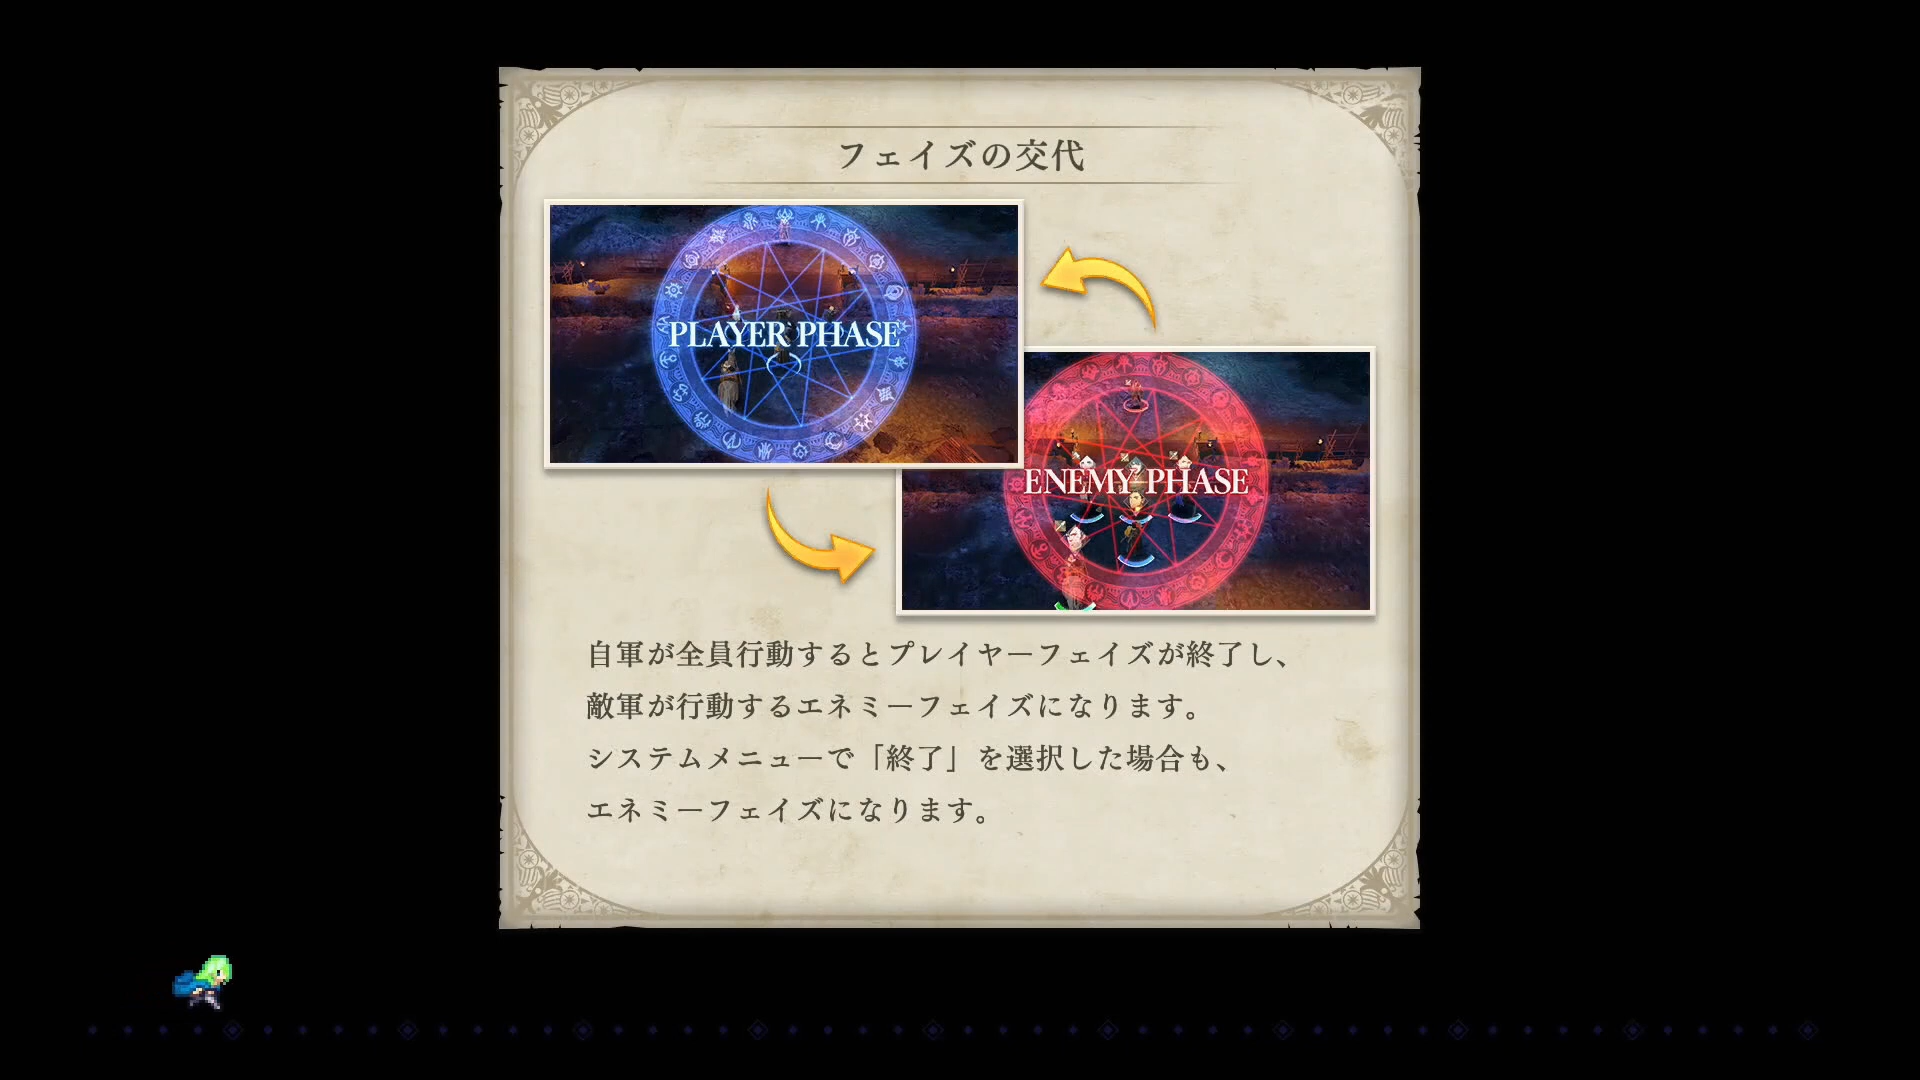 フェイズの交代
PLAYER PHASE
ENEMY PHASE
自軍が全員行動するとプレイヤーフェイズが終了し、
敵軍が行動するエネミーフェイズになります。
システムメニューで「終了」を選択した場合も、
エネミーフェイズになります。